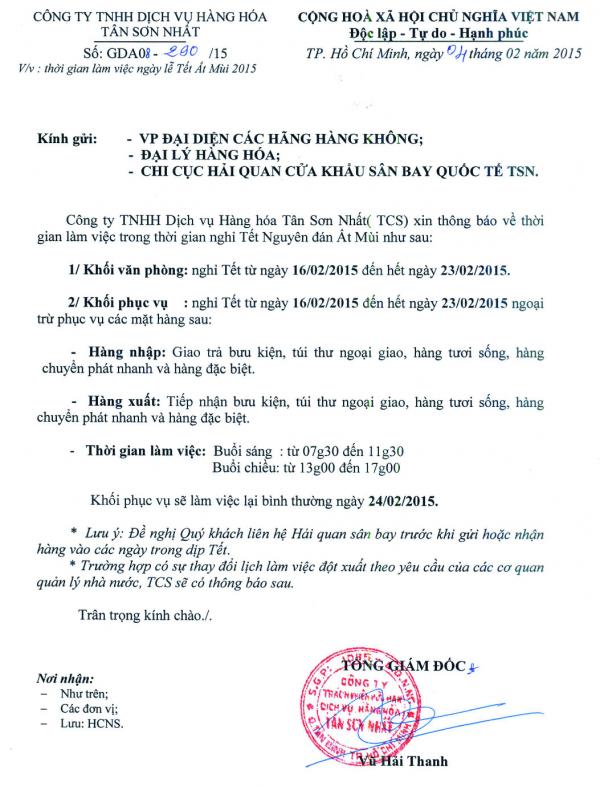 CÔNG TY TNHH DỊCH VỤ HÀNG HÓA
TÂN SƠN NHẤT
Số: GDA08- 290 /15
V/v : thời gian làm việc ngày lễ Tết Ất Mùi 2015
CỘNG HOÀ XÃ HỘI CHỦ NGHĨA VIỆT NAM
Độc lập - Tự do - Hạnh phúc
TP. Hồ Chí Minh, ngày 04 tháng 02 năm 2015
Kính gửi: - VP ĐẠI DIỆN CÁC HÃNG HÀNG KHÔNG;
- ĐẠI LÝ HÀNG HÓA;
- CHI CỤC HẢI QUAN CỬA KHẨU SÂN BAY QUỐC TẾ TSN.
Công ty TNHH Dịch vụ Hàng hóa Tân Sơn Nhất( TCS) xin thông báo về thời
gian làm việc trong thời gian nghỉ Tết Nguyên đán Ất Mùi như sau:
1/ Khối văn phòng: nghỉ Tết từ ngày 16/02/2015 đến hết ngày 23/02/2015.
2/ Khối phục vụ : nghỉ Tết từ ngày 16/02/2015 đến hết ngày 23/02/2015 ngoại
trừ phục vụ các mặt hàng sau:
- Hàng nhập: Giao trả bưu kiện, túi thư ngoại giao, hàng tươi sống, hàng
chuyển phát nhanh và hàng đặc biệt.
- Hàng xuất: Tiếp nhận bưu kiện, túi thư ngoại giao, hàng tươi sống, hàng
chuyển phát nhanh và hàng đặc biệt.
- Thời gian làm việc: Buổi sáng : từ 07g30 đến 11g30
Buổi chiều: từ 13g00 đến 17g00
Khối phục vụ sẽ làm việc lại bình thường ngày 24/02/2015.
* Lưu ý: Đề nghị Quý khách liên hệ Hải quan sân bay trước khi gửi hoặc nhận
hàng vào các ngày trong dịp Tết.
* Trường hợp có sự thay đổi lịch làm việc đột xuất theo yêu cầu của các cơ quan
quản lý nhà nước, TCS sẽ có thông báo sau.
Trân trọng kính chào./.
TỔNG GIÁM ĐỐC
CÔNG TY
TRÁCH NHIỆM HỮU HẠN
DỊCH VỤ HÀNG HÓA
TÂN SƠN NHẤT
Q. TÂN BÌNH TP. HỒ CHÍ MINH
Vũ Hải Thanh
Nơi nhận:
– Như trên;
– Các đơn vị;
– Lưu: HCNS.